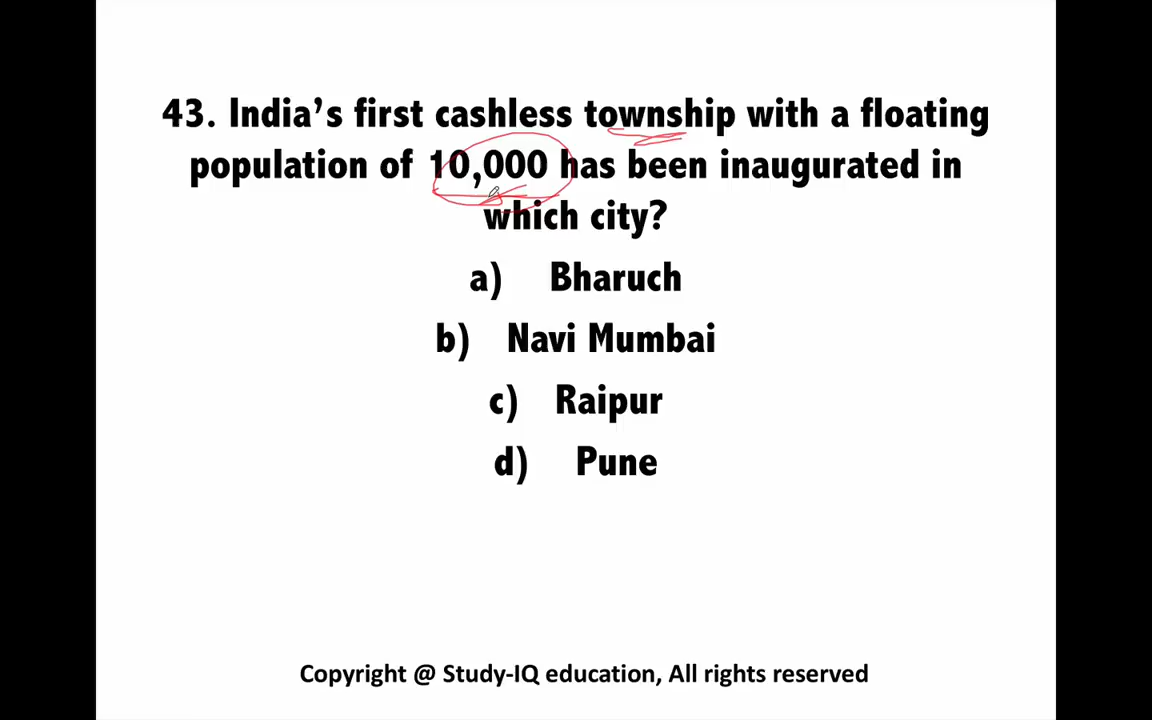 43. India’s first cashless township with a floating
population of 10,000 has been inaugurated in
which city?
a) Bharuch
b) Navi Mumbai
c) Raipur
d) Pune
Copyright @ Study-IQ education, All rights reserved